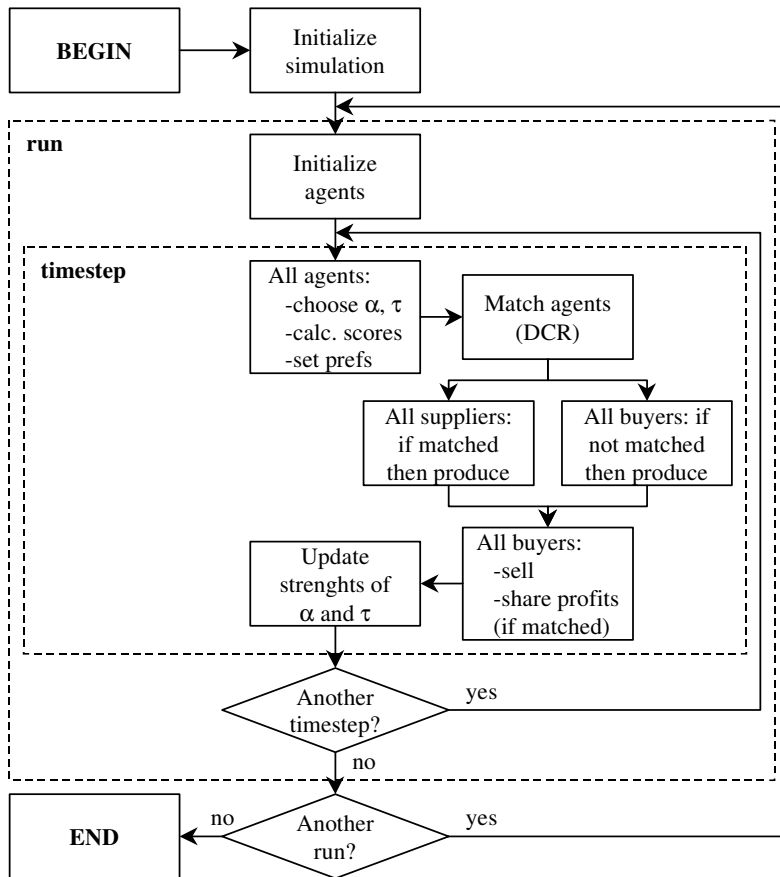 BEGIN
Initialize
simulation
run
Initialize
agents
timestep
All agents:
-choose α, τ
-calc. scores
-set prefs
Match agents
(DCR)
All suppliers:
if matched
then produce
All buyers: if
not matched
then produce
All buyers:
-sell
-share profits
(if matched)
Update
strenghts of
α and τ
Another
timestep?
yes
no
Another
run?
yes
no
END